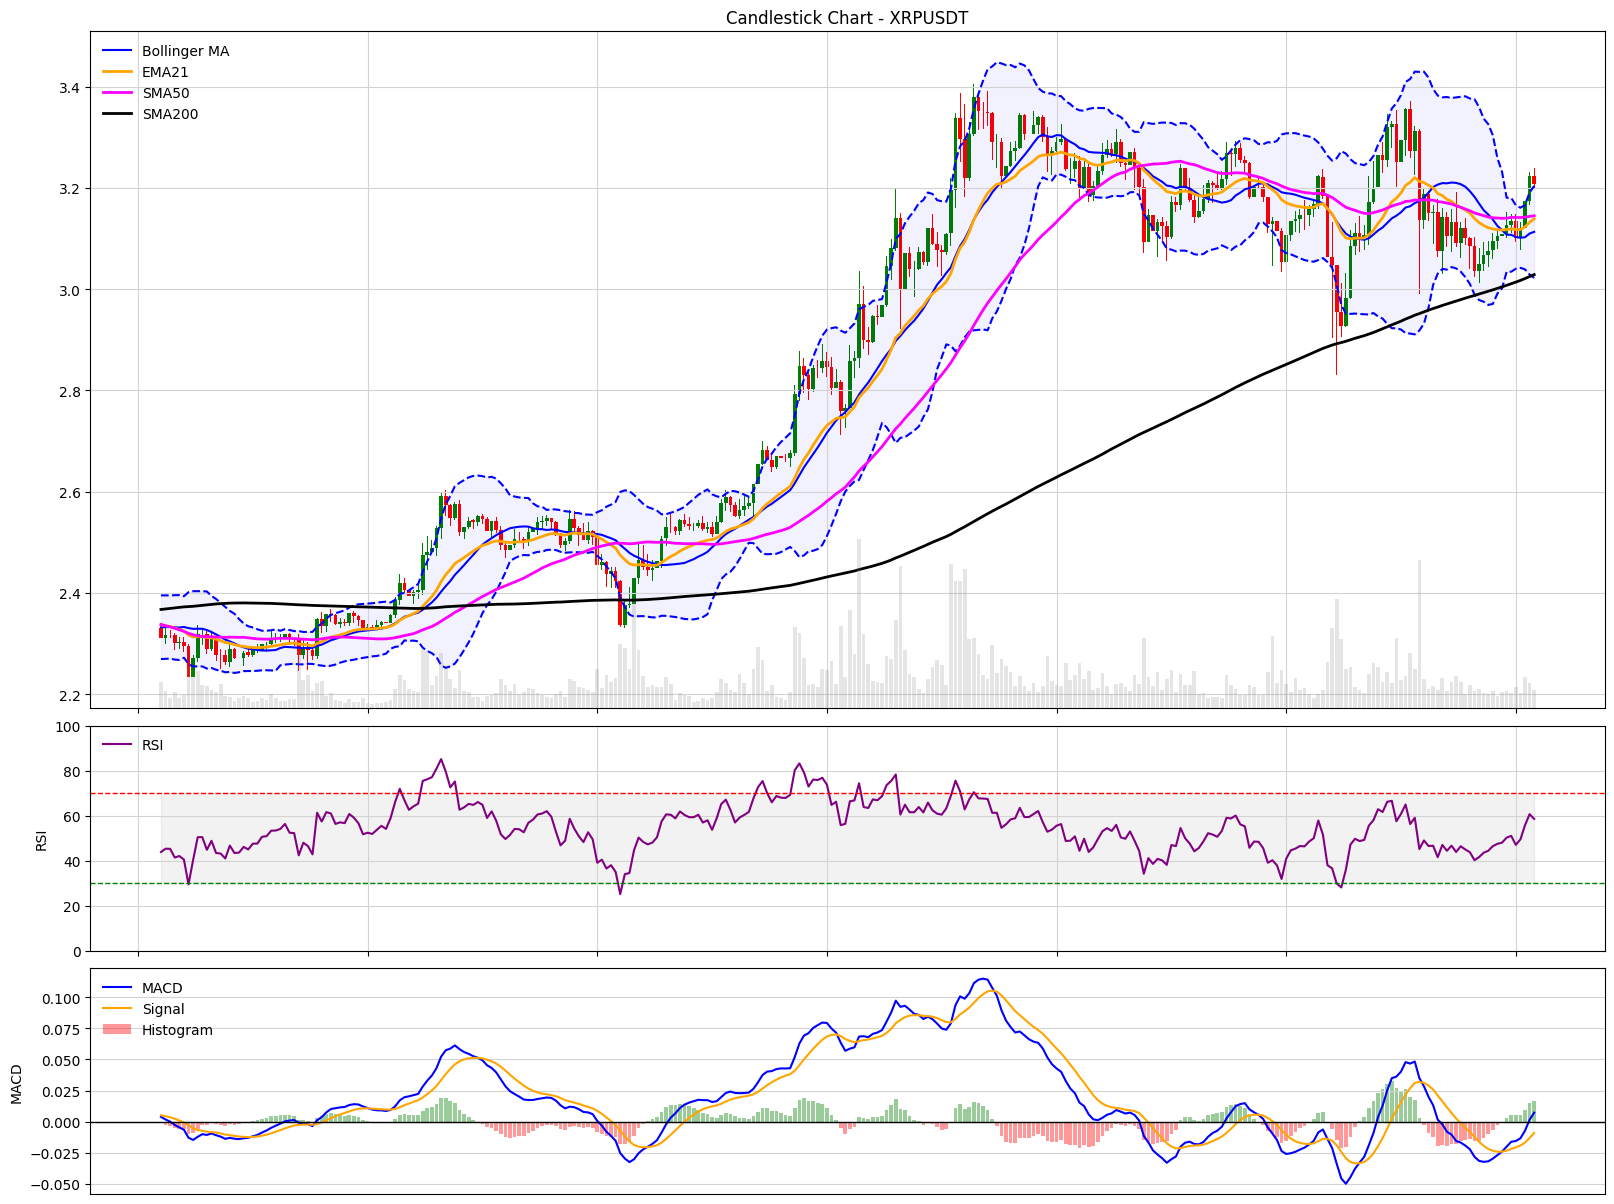 Candlestick Chart - XRPUSDT
Bollinger MA
EMA21
SMA50
SMA200
3.4
3.2
3.0
2.8
2.6
2.4
2.2
RSI
RSI
100
80
60
40
20
0
MACD
Signal
Histogram
MACD
0.100
0.075
0.050
0.025
0.000
−0.025
−0.050